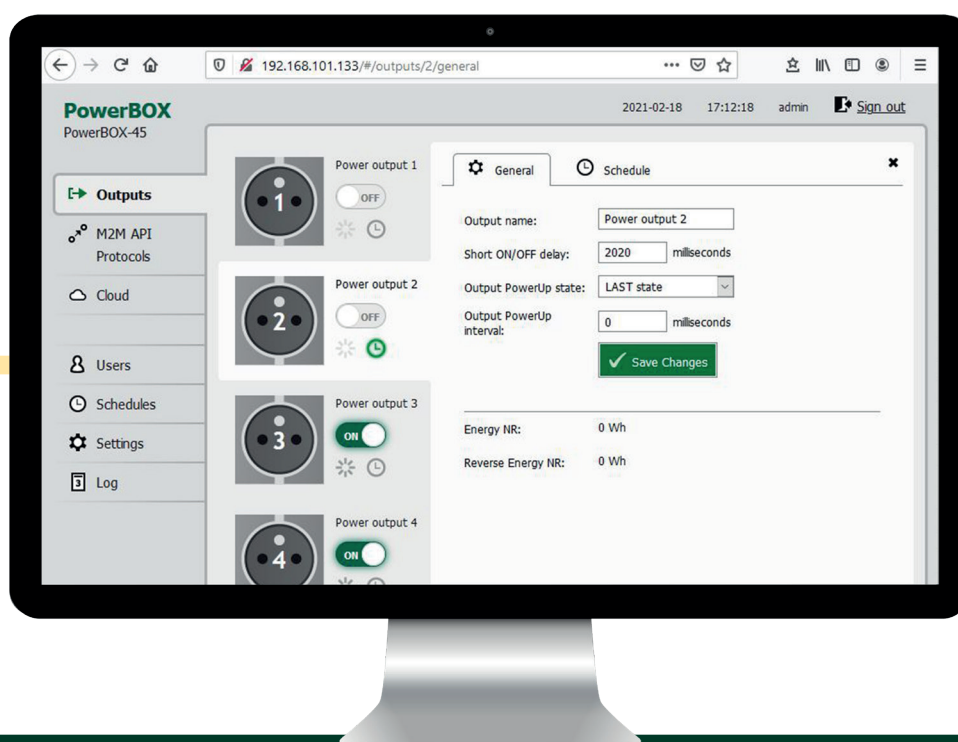 192.168.101.133/#/outputs/2/general
PowerBOX
PowerBOX-45
2021-02-18 17:12:18 admin Sign out
Outputs
M2M API
Protocols
Cloud
Users
Schedules
Settings
3 Log
1
Power output 1
OFF
2
Power output 2
OFF
3
Power output 3
ON
4
Power output 4
ON
General
Schedule
Output name: Power output 2
Short ON/OFF delay: 2020 milliseconds
Output PowerUp state: LAST state
Output PowerUp
interval:
0 milliseconds
Save Changes
Energy NR: 0 Wh
Reverse Energy NR: 0 Wh